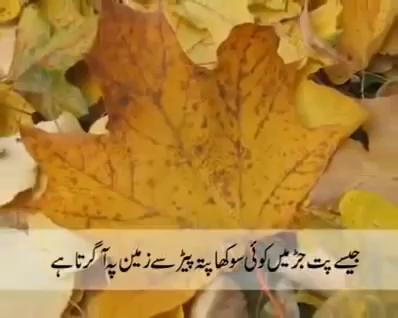 جیسے پت جڑ میں کوئی سوکھا پتہ پیڑ سے زمین پہ آ گرتا ہے